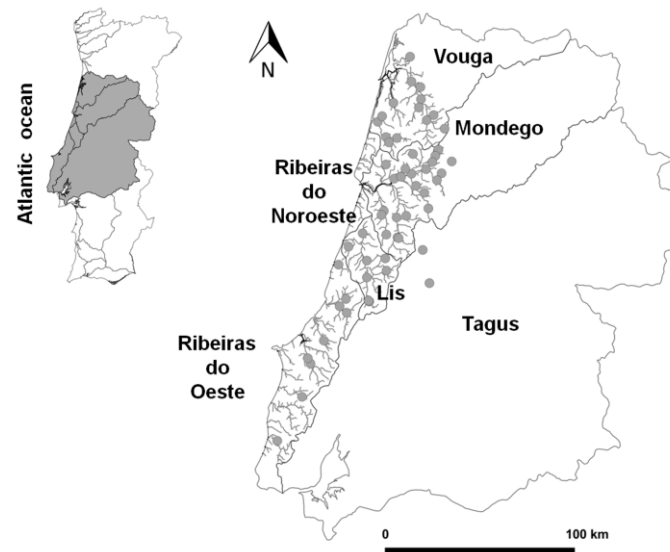 Atlantic ocean
N
Vouga
Mondego
Ribeiras
do
Noroeste
Lis
Tagus
Ribeiras
do
Oeste
0 100 km